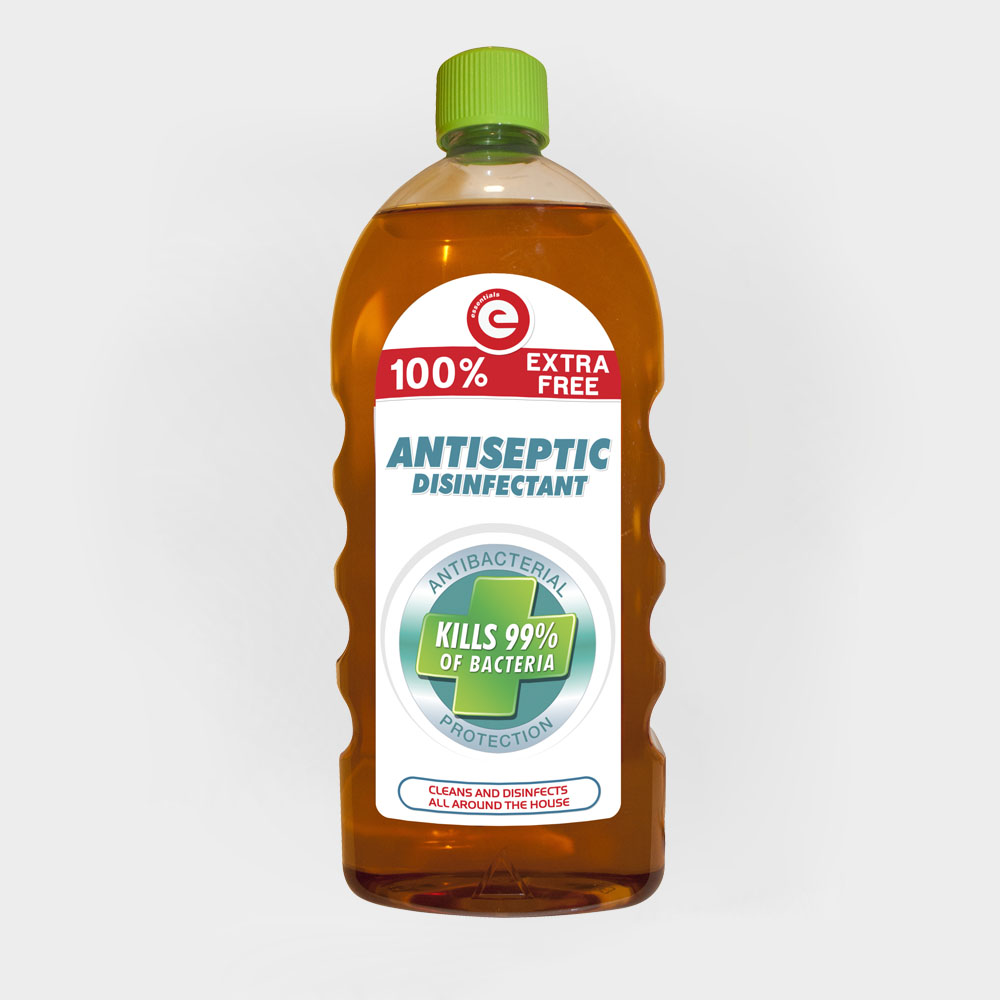 essentials
e
100% EXTRA
FREE
ANTISEPTIC
DISINFECTANT
ANTIBACTERIAL
KILLS 99%
OF BACTERIA
PROTECTION
CLEANS AND DISINFECTS
ALL AROUND THE HOUSE